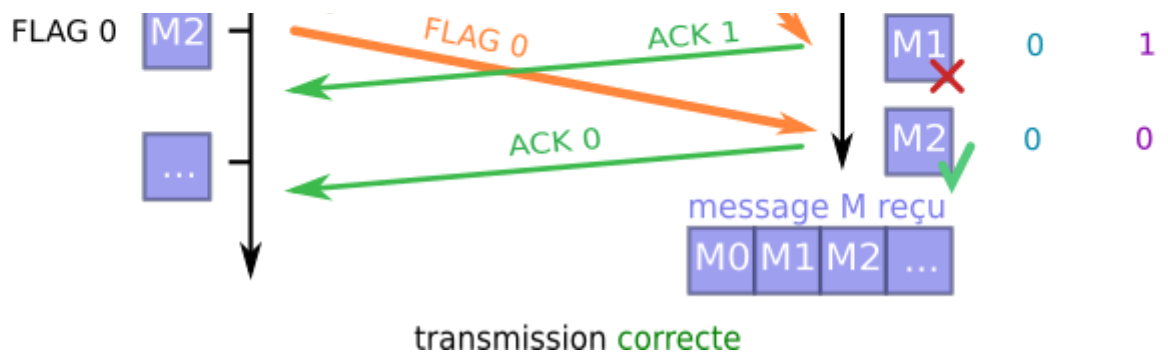 FLAG 0 M2 FLAG 0 ACK 1 M1 0 1
... ACK 0 M2 0 0
message M reçu
M0 M1 M2 ...
transmission correcte